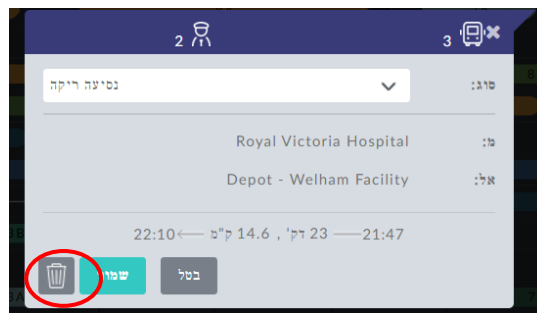 3 2
סוג: נסיעה ריקה
מ: Royal Victoria Hospital
אל: Depot - Welham Facility
21:47 —— 23 דק', 14.6 ק"מ ——> 22:10
בטל שמור